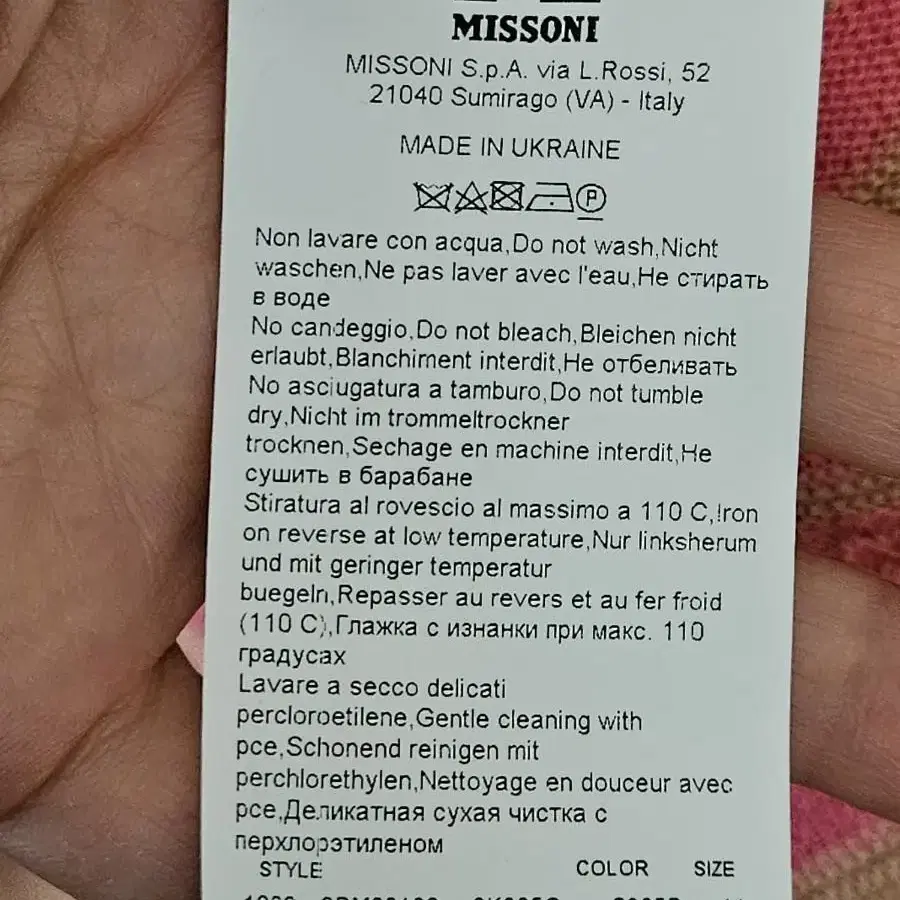 MISSONI
MISSONI S.p.A. via L.Rossi, 52
21040 Sumirago (VA) - Italy
MADE IN UKRAINE
P
Non lavare con acqua,Do not wash,Nicht
waschen,Ne pas laver avec l'eau,Не стирать
в воде
No candeggio,Do not bleach,Bleichen nicht
erlaubt,Blanchiment interdit,Не отбеливать
No asciugatura a tamburo,Do not tumble
dry,Nicht im trommeltrockner
trocknen,Sechage en machine interdit,Не
сушить в барабане
Stiratura al rovescio al massimo a 110 C,Iron
on reverse at low temperature,Nur linksherum
und mit geringer temperatur
buegeln,Repasser au revers et au fer froid
(110 C),Глажка с изнанки при макс. 110
градусах
Lavare a secco delicati
percloroetilene,Gentle cleaning with
pce,Schonend reinigen mit
perchlorethylen,Nettoyage en douceur avec
pce,Деликатная сухая чистка с
перхлорэтиленом
STYLE COLOR SIZE